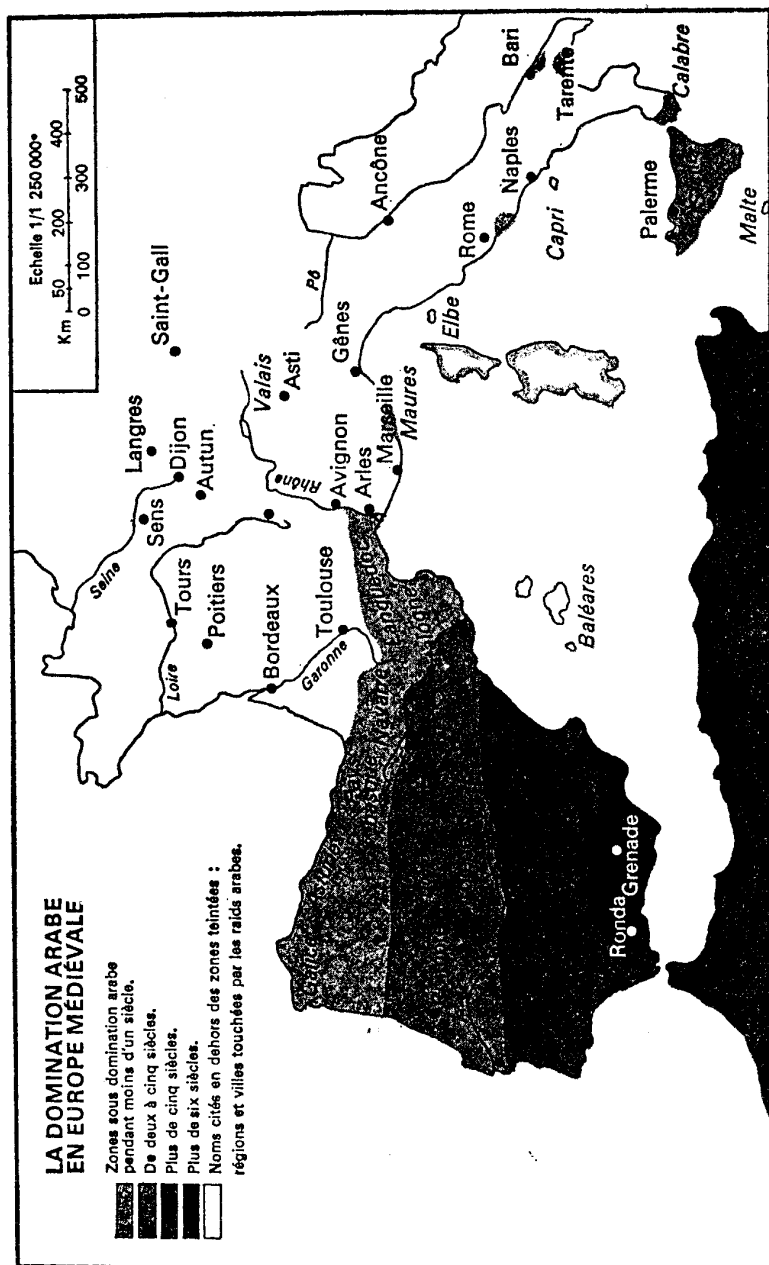 LA DOMINATION ARABE
EN EUROPE MÉDIÉVALE
Zones sous domination arabe
pendant moins d'un siècle.
De deux à cinq siècles.
Plus de cinq siècles.
Plus de six siècles.
Noms cités en dehors des zones teintées :
régions et villes touchées par les raids arabes.
Echelle 1/1 250 000e
Km 50
0 100 200 300 400 500
Seine
Sens
Langres
Dijon
Autun
Saint-Gall
Loire
Tours
Poitiers
Bordeaux
Garonne
Toulouse
Rhône
Valais
Asti
Avignon
Arles
Marseille
Maures
Gênes
Pô
Ancône
Elbe
Rome
Naples
Capri
Bari
Tarente
Calabre
Palerme
Malte
Baléares
Navarre
Languedoc
Ronda
Grenade